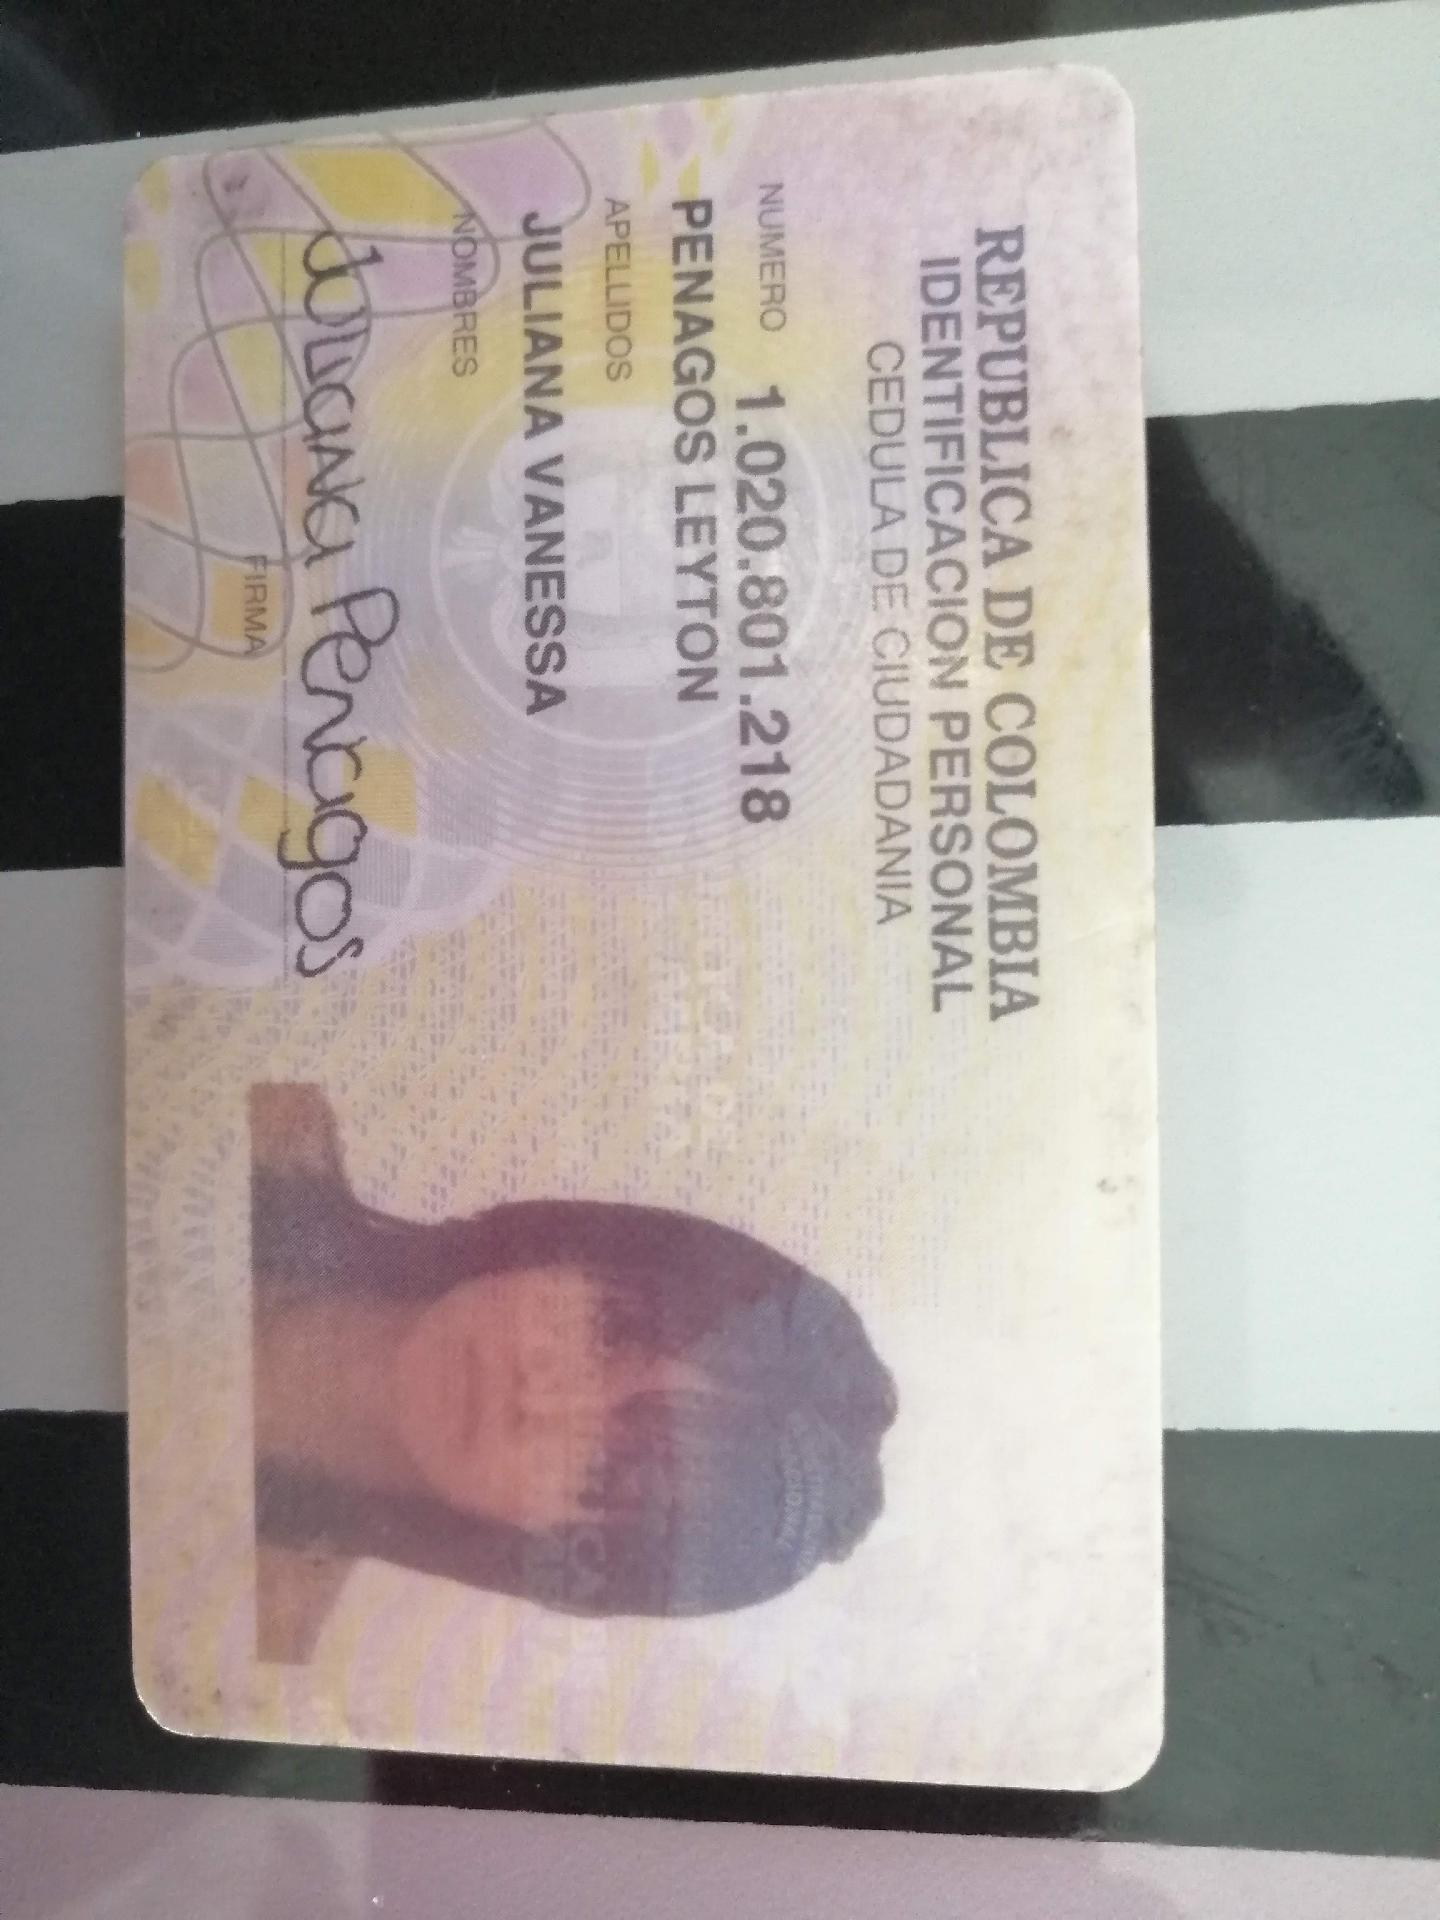 REPUBLICA DE COLOMBIA
IDENTIFICACION PERSONAL
CEDULA DE CIUDADANIA
NUMERO 1.020.801.218
PENAGOS LEYTON
APELLIDOS
JULIANA VANESSA
NOMBRES
Juliana Penagos
FIRMA